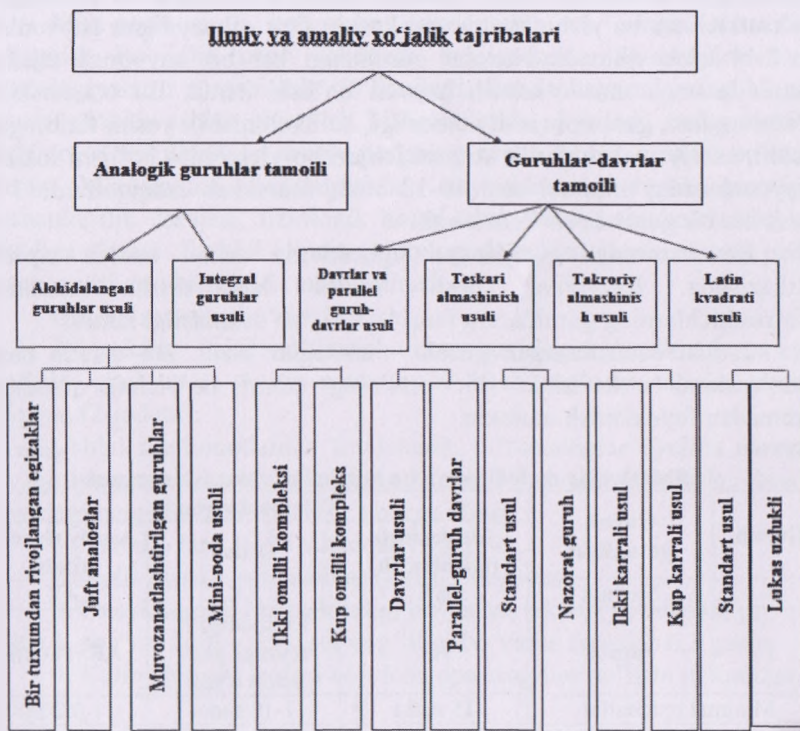 Ilmiy va amaliy xo‘jalik tajribalari
Analogik guruhlar tamoili
Guruhlar-davrlar
tamoili
Alohidalangan
guruhlar usuli
Integral
guruhlar
usuli
Davrlar va
parallel
guruh-
davrlar usuli
Taskari
almashinish
usuli
Takroriy
almashinis
h usuli
Latin
kvadrati
usuli
Bir tuxumdan rivojlangan egizaklar
Juft analoglar
Muvozanatlashtirilgan guruhlar
Mini-poda usuli
Ikki omilli kompleksi
Kup omilli kompleks
Davrlar usuli
Parallel-guruh davrlar
Standart usul
Nazorat guruh
Ikki karrali usul
Kup karrali usul
Standart usul
Lukas uzlukli